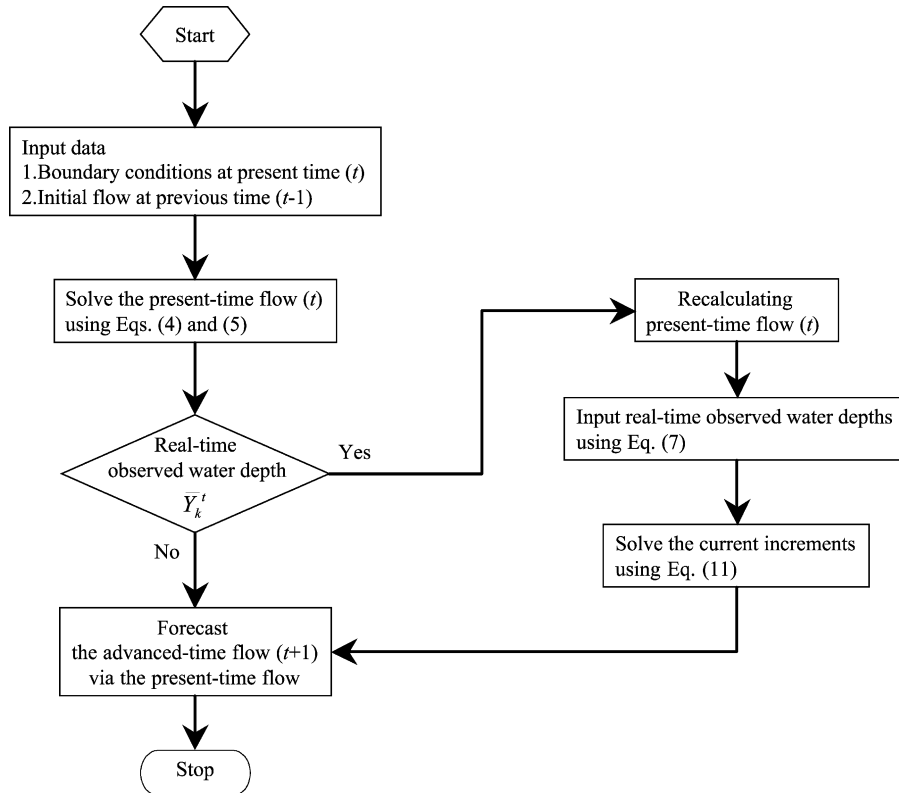 Start
Input data
1.Boundary conditions at present time (t)
2.Initial flow at previous time (t-1)
Solve the present-time flow (t)
using Eqs. (4) and (5)
Real-time
observed water depth
Ȳₖᵗ
Yes
No
Recalculating
present-time flow (t)
Input real-time observed water depths
using Eq. (7)
Solve the current increments
using Eq. (11)
Forecast
the advanced-time flow (t+1)
via the present-time flow
Stop